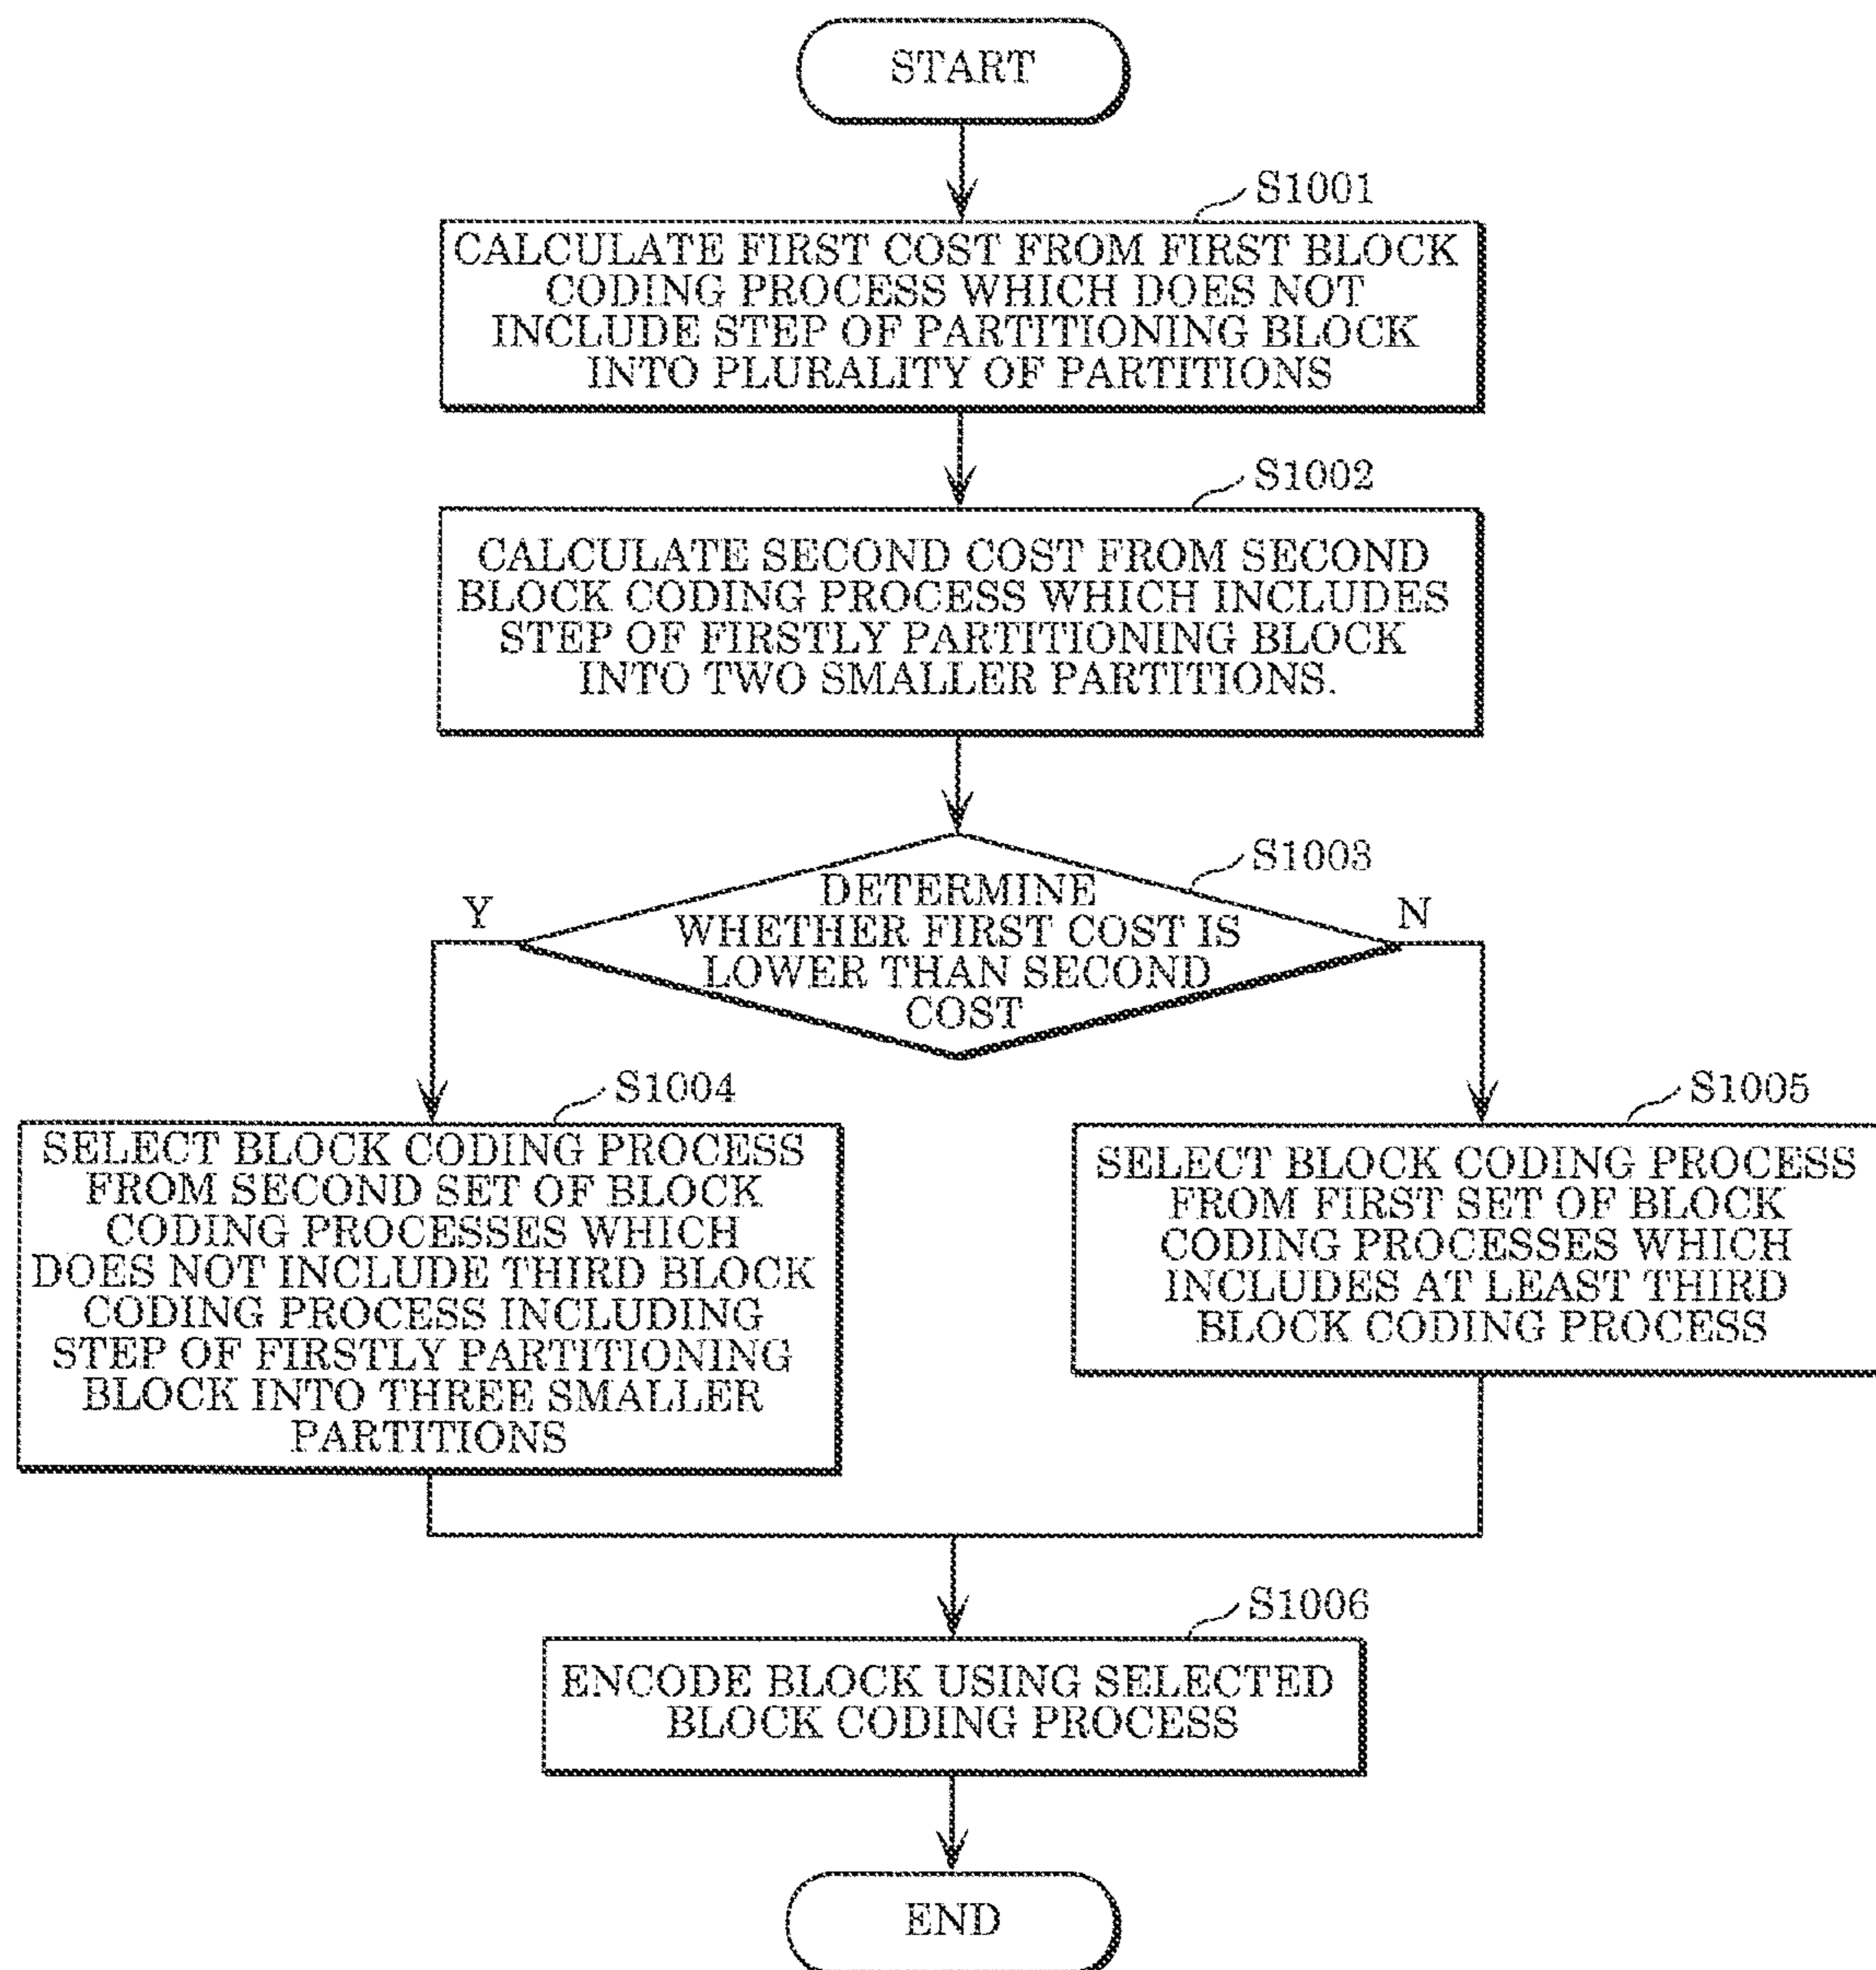 START
S1001
CALCULATE FIRST COST FROM FIRST BLOCK
CODING PROCESS WHICH DOES NOT
INCLUDE STEP OF PARTITIONING BLOCK
INTO PLURALITY OF PARTITIONS
S1002
CALCULATE SECOND COST FROM SECOND
BLOCK CODING PROCESS WHICH INCLUDES
STEP OF FIRSTLY PARTITIONING BLOCK
INTO TWO SMALLER PARTITIONS.
S1003
DETERMINE
WHETHER FIRST COST IS
LOWER THAN SECOND
COST
Y
N
S1004
SELECT BLOCK CODING PROCESS
FROM SECOND SET OF BLOCK
CODING PROCESSES WHICH
DOES NOT INCLUDE THIRD BLOCK
CODING PROCESS INCLUDING
STEP OF FIRSTLY PARTITIONING
BLOCK INTO THREE SMALLER
PARTITIONS
S1005
SELECT BLOCK CODING PROCESS
FROM FIRST SET OF BLOCK
CODING PROCESSES WHICH
INCLUDES AT LEAST THIRD
BLOCK CODING PROCESS
S1006
ENCODE BLOCK USING SELECTED
BLOCK CODING PROCESS
END